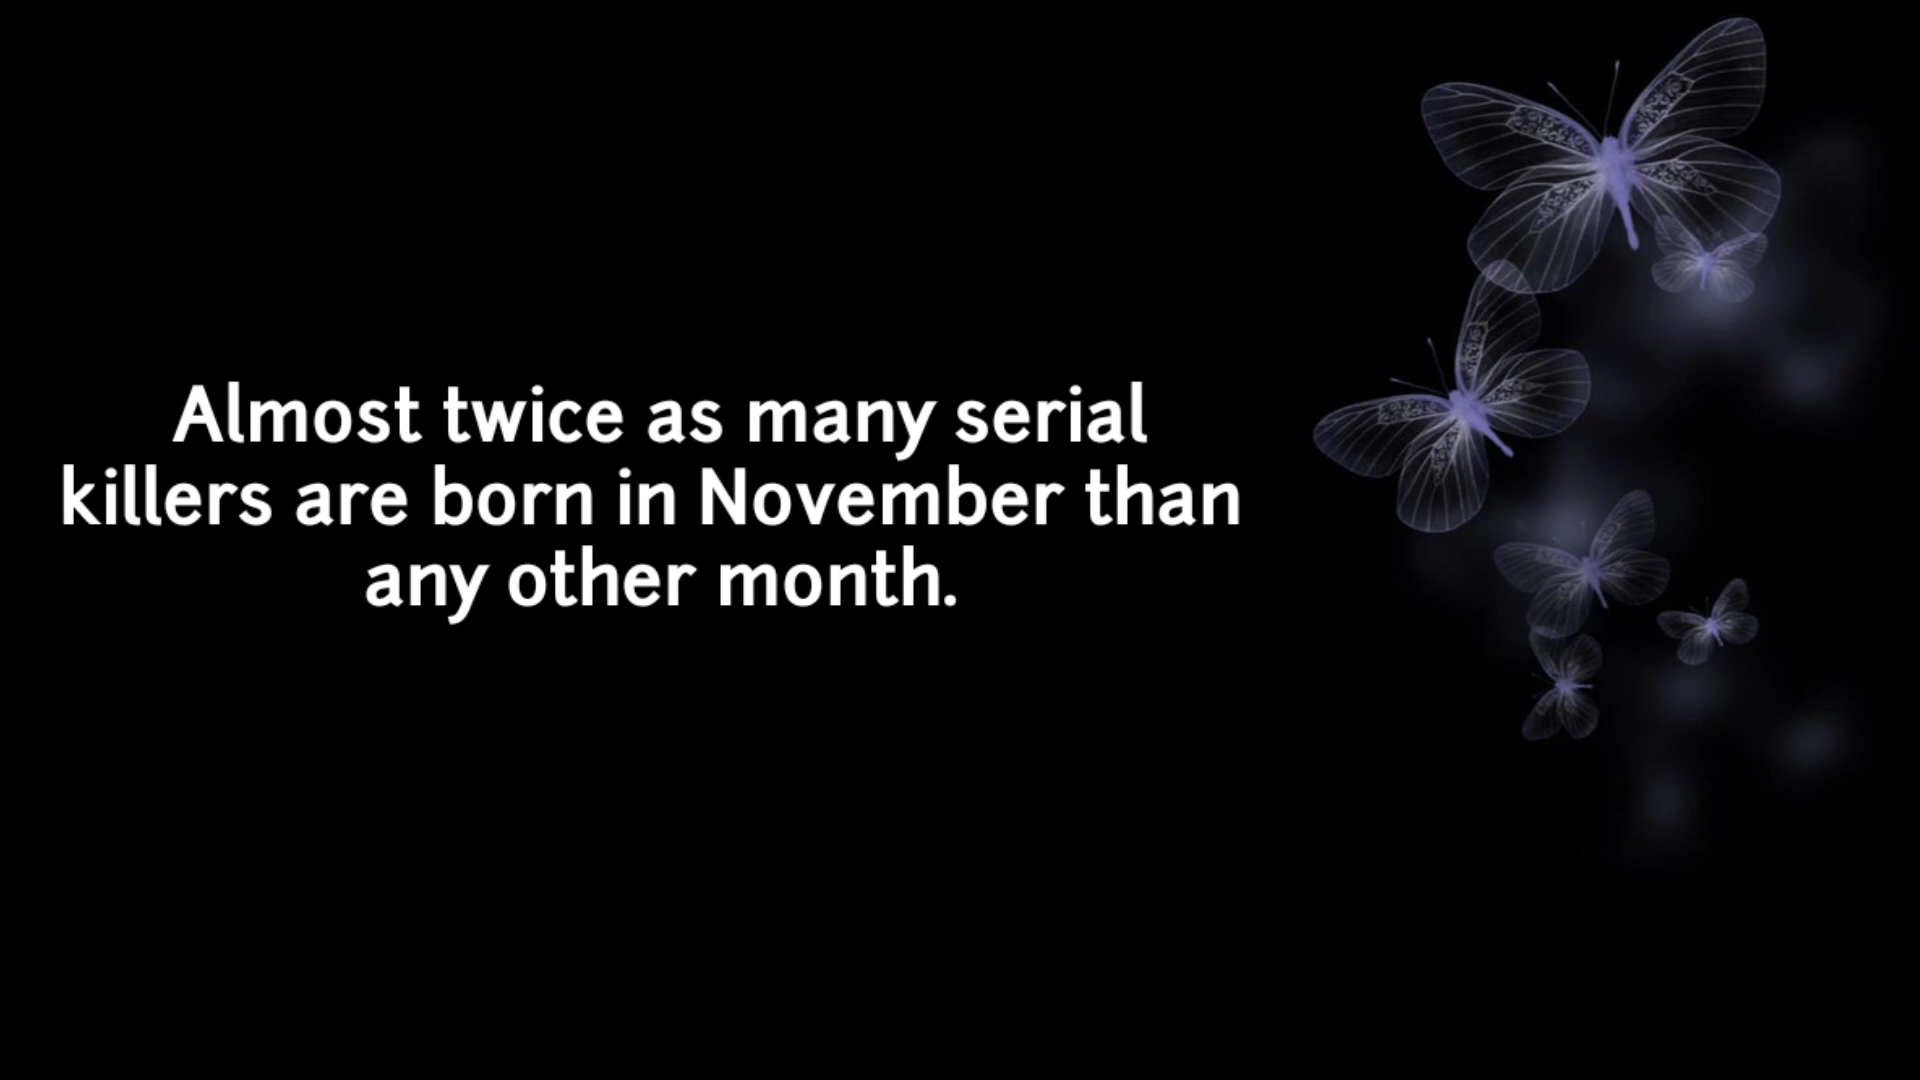 Almost twice as many serial
killers are born in November than
any other month.